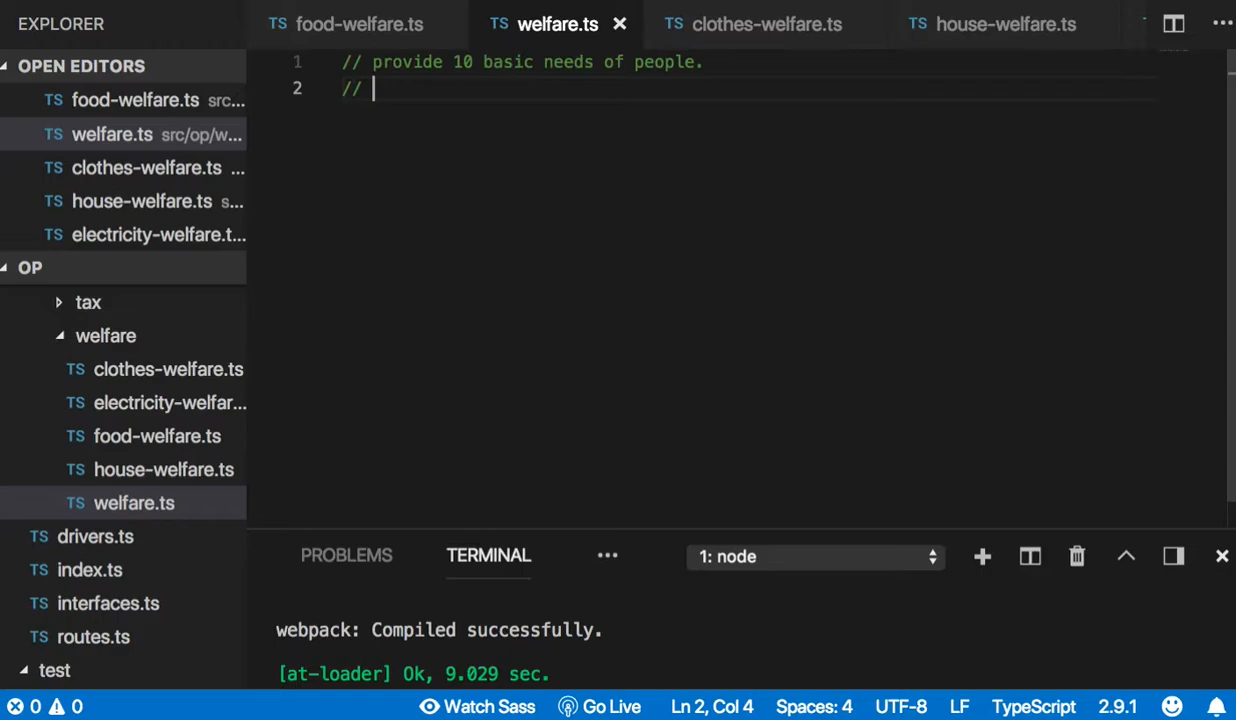 EXPLORER
OPEN EDITORS
TS food-welfare.ts src...
TS welfare.ts src/op/w...
TS clothes-welfare.ts ...
TS house-welfare.ts s...
TS electricity-welfare.t...
OP
tax
welfare
TS clothes-welfare.ts
TS electricity-welfar...
TS food-welfare.ts
TS house-welfare.ts
TS welfare.ts
TS drivers.ts
TS index.ts
TS interfaces.ts
TS routes.ts
test
TS food-welfare.ts TS welfare.ts TS clothes-welfare.ts TS house-welfare.ts
1 // provide 10 basic needs of people.
2 //
PROBLEMS TERMINAL ... 1: node
webpack: Compiled successfully.
[at-loader] Ok, 9.029 sec.
0 0 Watch Sass Go Live Ln 2, Col 4 Spaces: 4 UTF-8 LF TypeScript 2.9.1